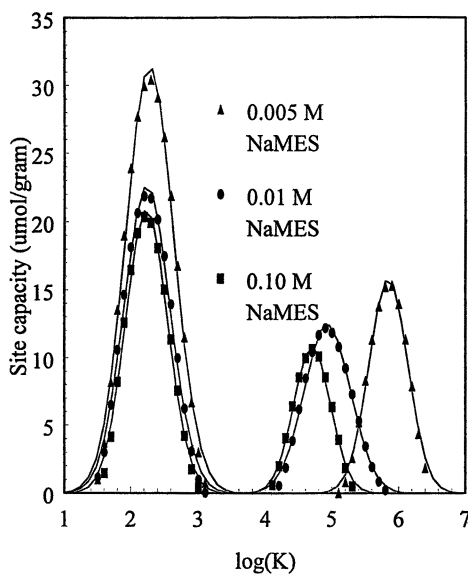 35
30
25
20
15
10
5
0
Site capacity (umol/gram)
0.005 M
NaMES
0.01 M
NaMES
0.10 M
NaMES
1 2 3 4 5 6 7
log(K)